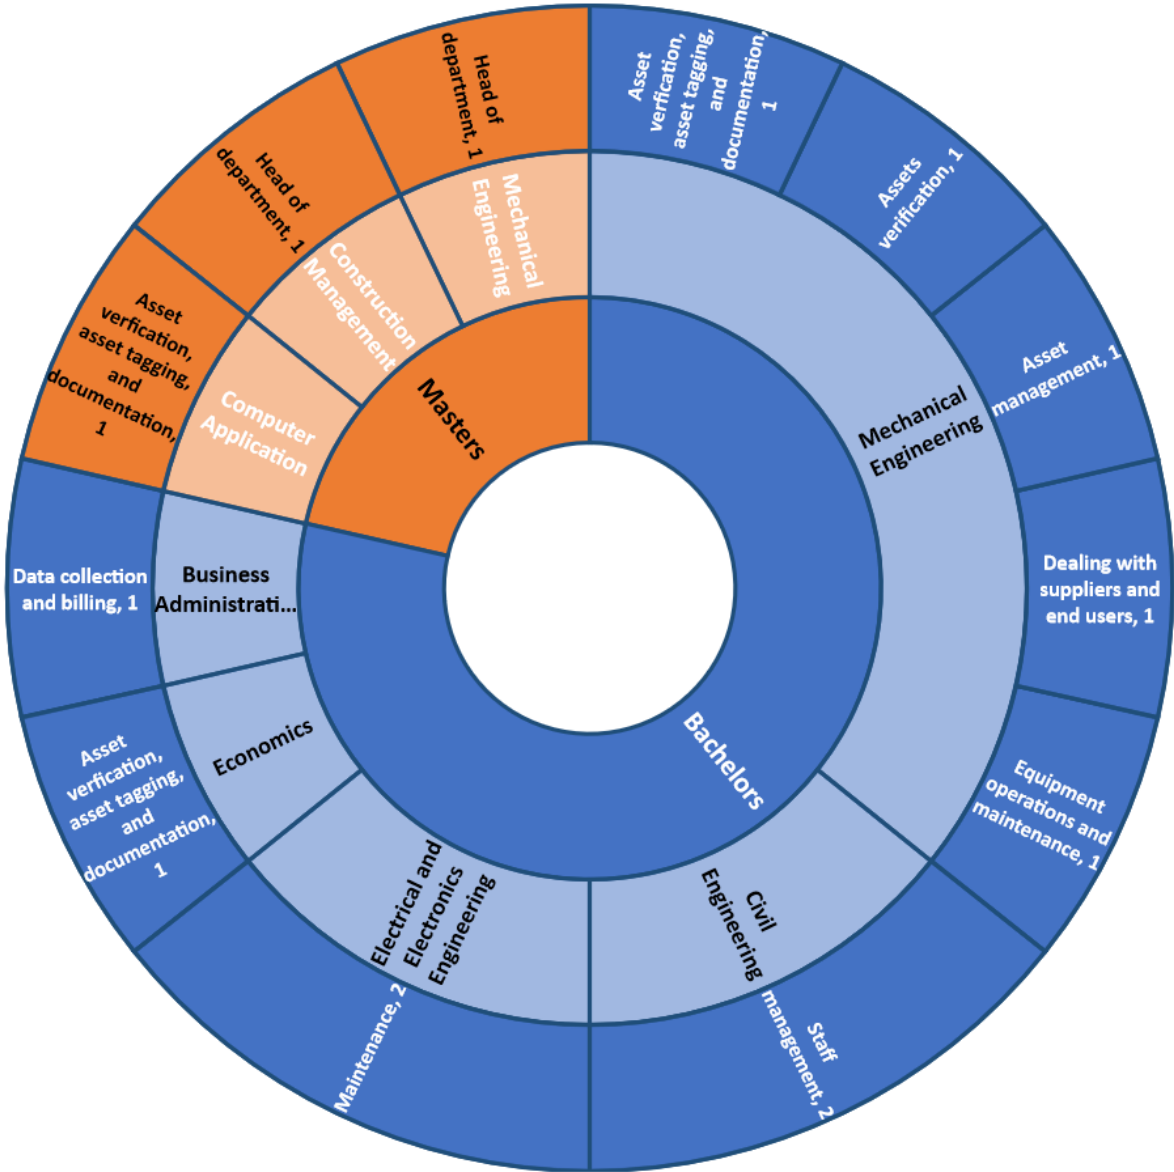 Bachelors
Mechanical
Engineering
Asset
verfication,
asset tagging,
and
documentation,
1
Assets
verification, 1
Asset
management, 1
Dealing with
suppliers and
end users, 1
Equipment
operations and
maintenance, 1
Civil
Engineering
Staff
management, 2
Electrical and
Electronics
Engineering
Maintenance, 2
Economics
Asset
verfication,
asset tagging,
and
documentation,
1
Business
Administrati...
Data collection
and billing, 1
Masters
Computer
Application
Asset
verfication,
asset tagging,
and
documentation,
1
Construction
Management
Head of
department, 1
Mechanical
Engineering
Head of
department, 1